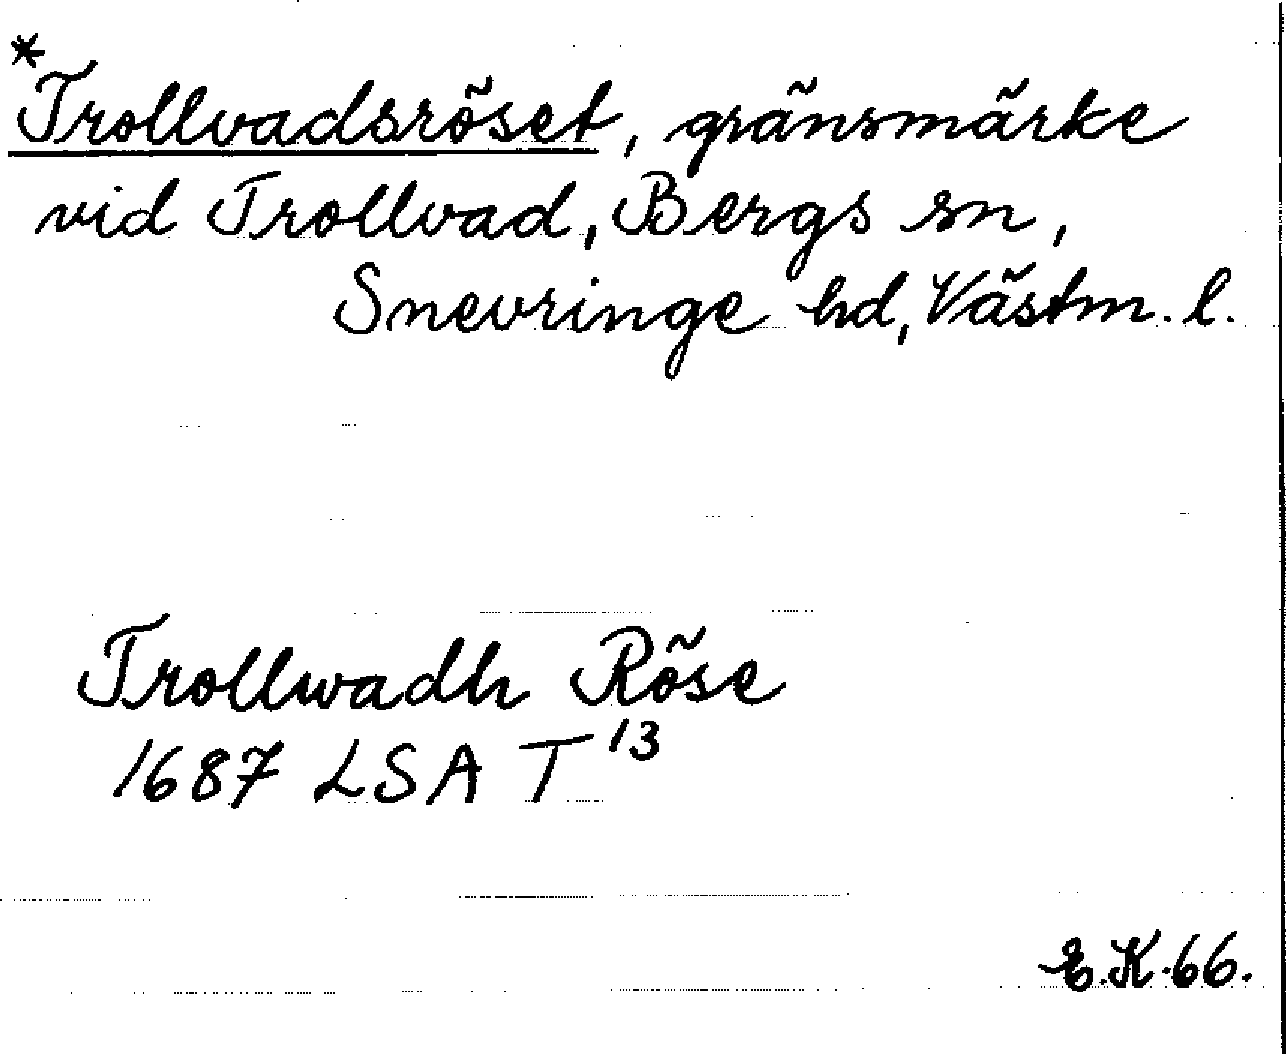 *Trollvadsröset, gränsmärke
vid Trollvad, Bergs sn,
Snevringe hd, Västm. l.
Trollwadh Röse
1687 LSA T 13
E.K. 66.